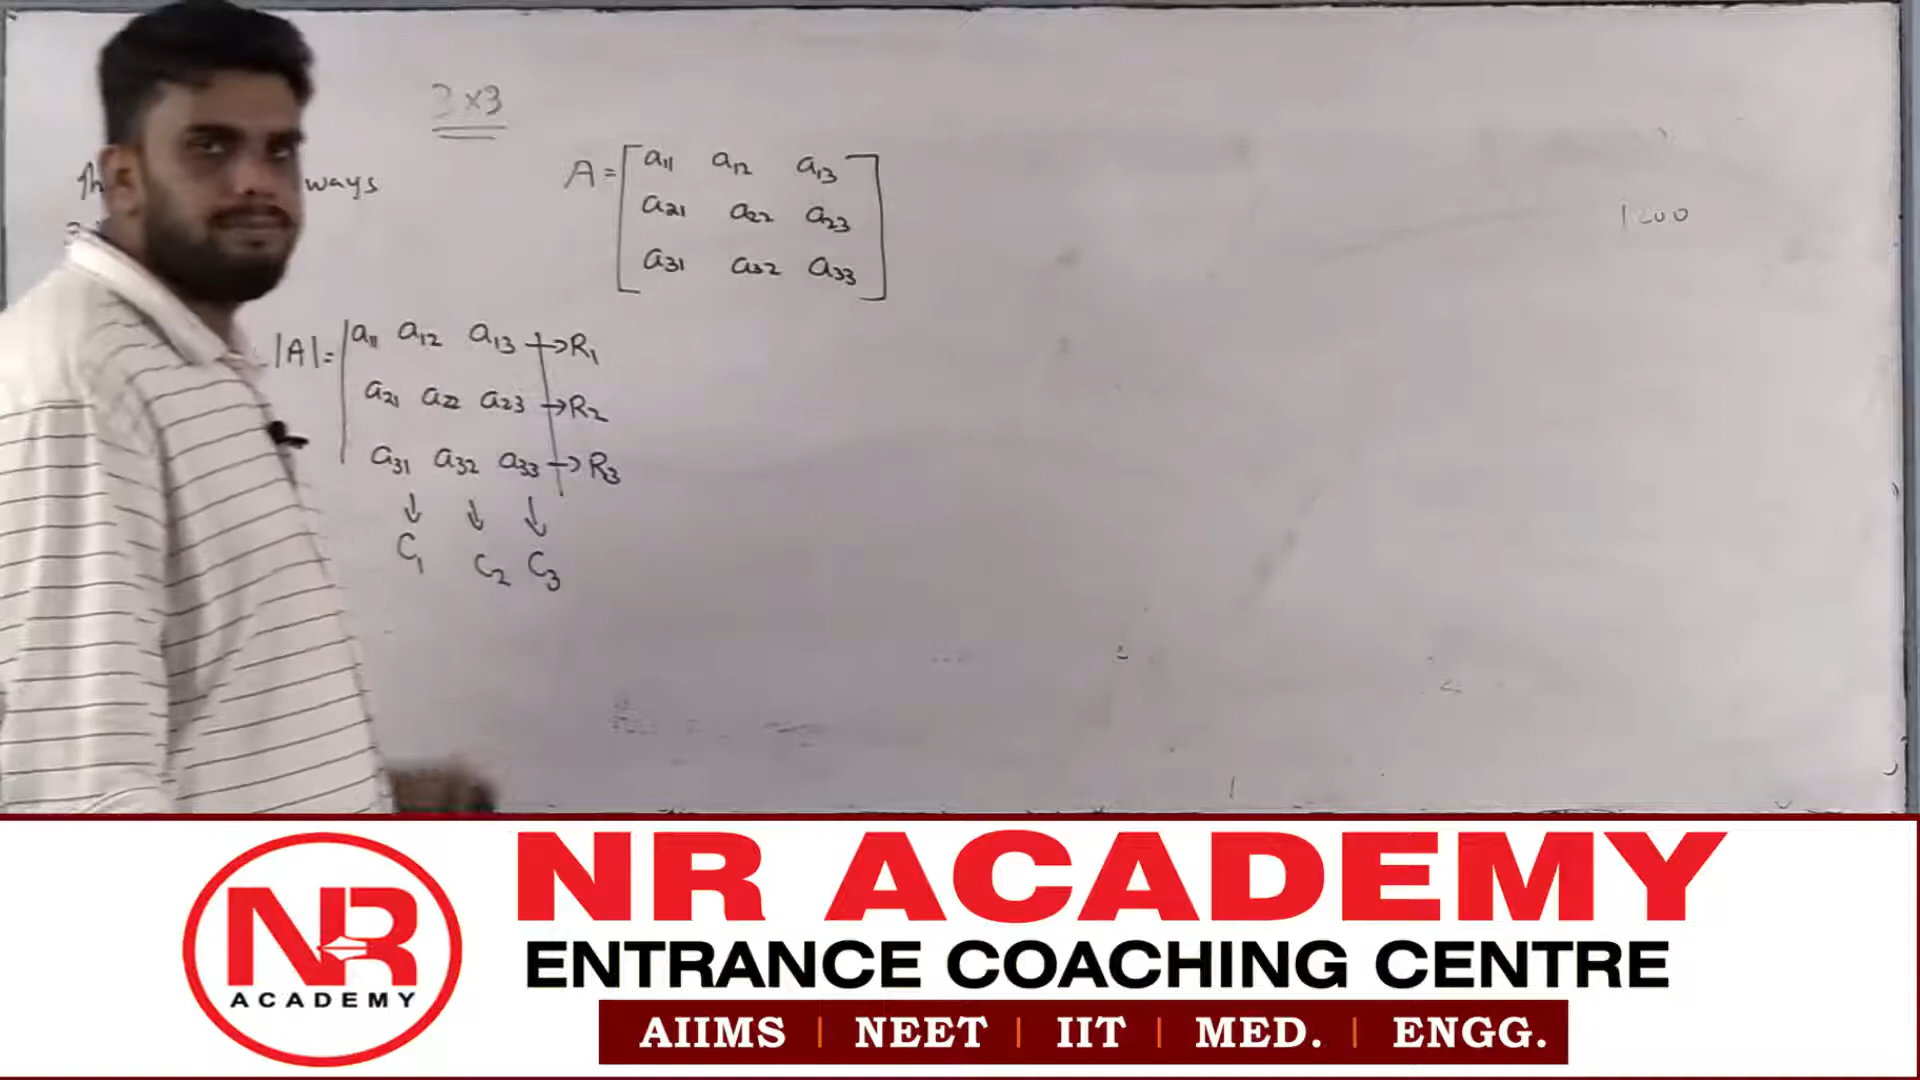 3×3
ways
A = [ a11 a12 a13
a21 a22 a23
a31 a32 a33 ]
|A| = | a11 a12 a13 | → R1
a21 a22 a23 → R2
a31 a32 a33 → R3
↓ ↓ ↓
C1 C2 C3
1200
NR
ACADEMY
NR ACADEMY
ENTRANCE COACHING CENTRE
AIIMS | NEET | IIT | MED. | ENGG.